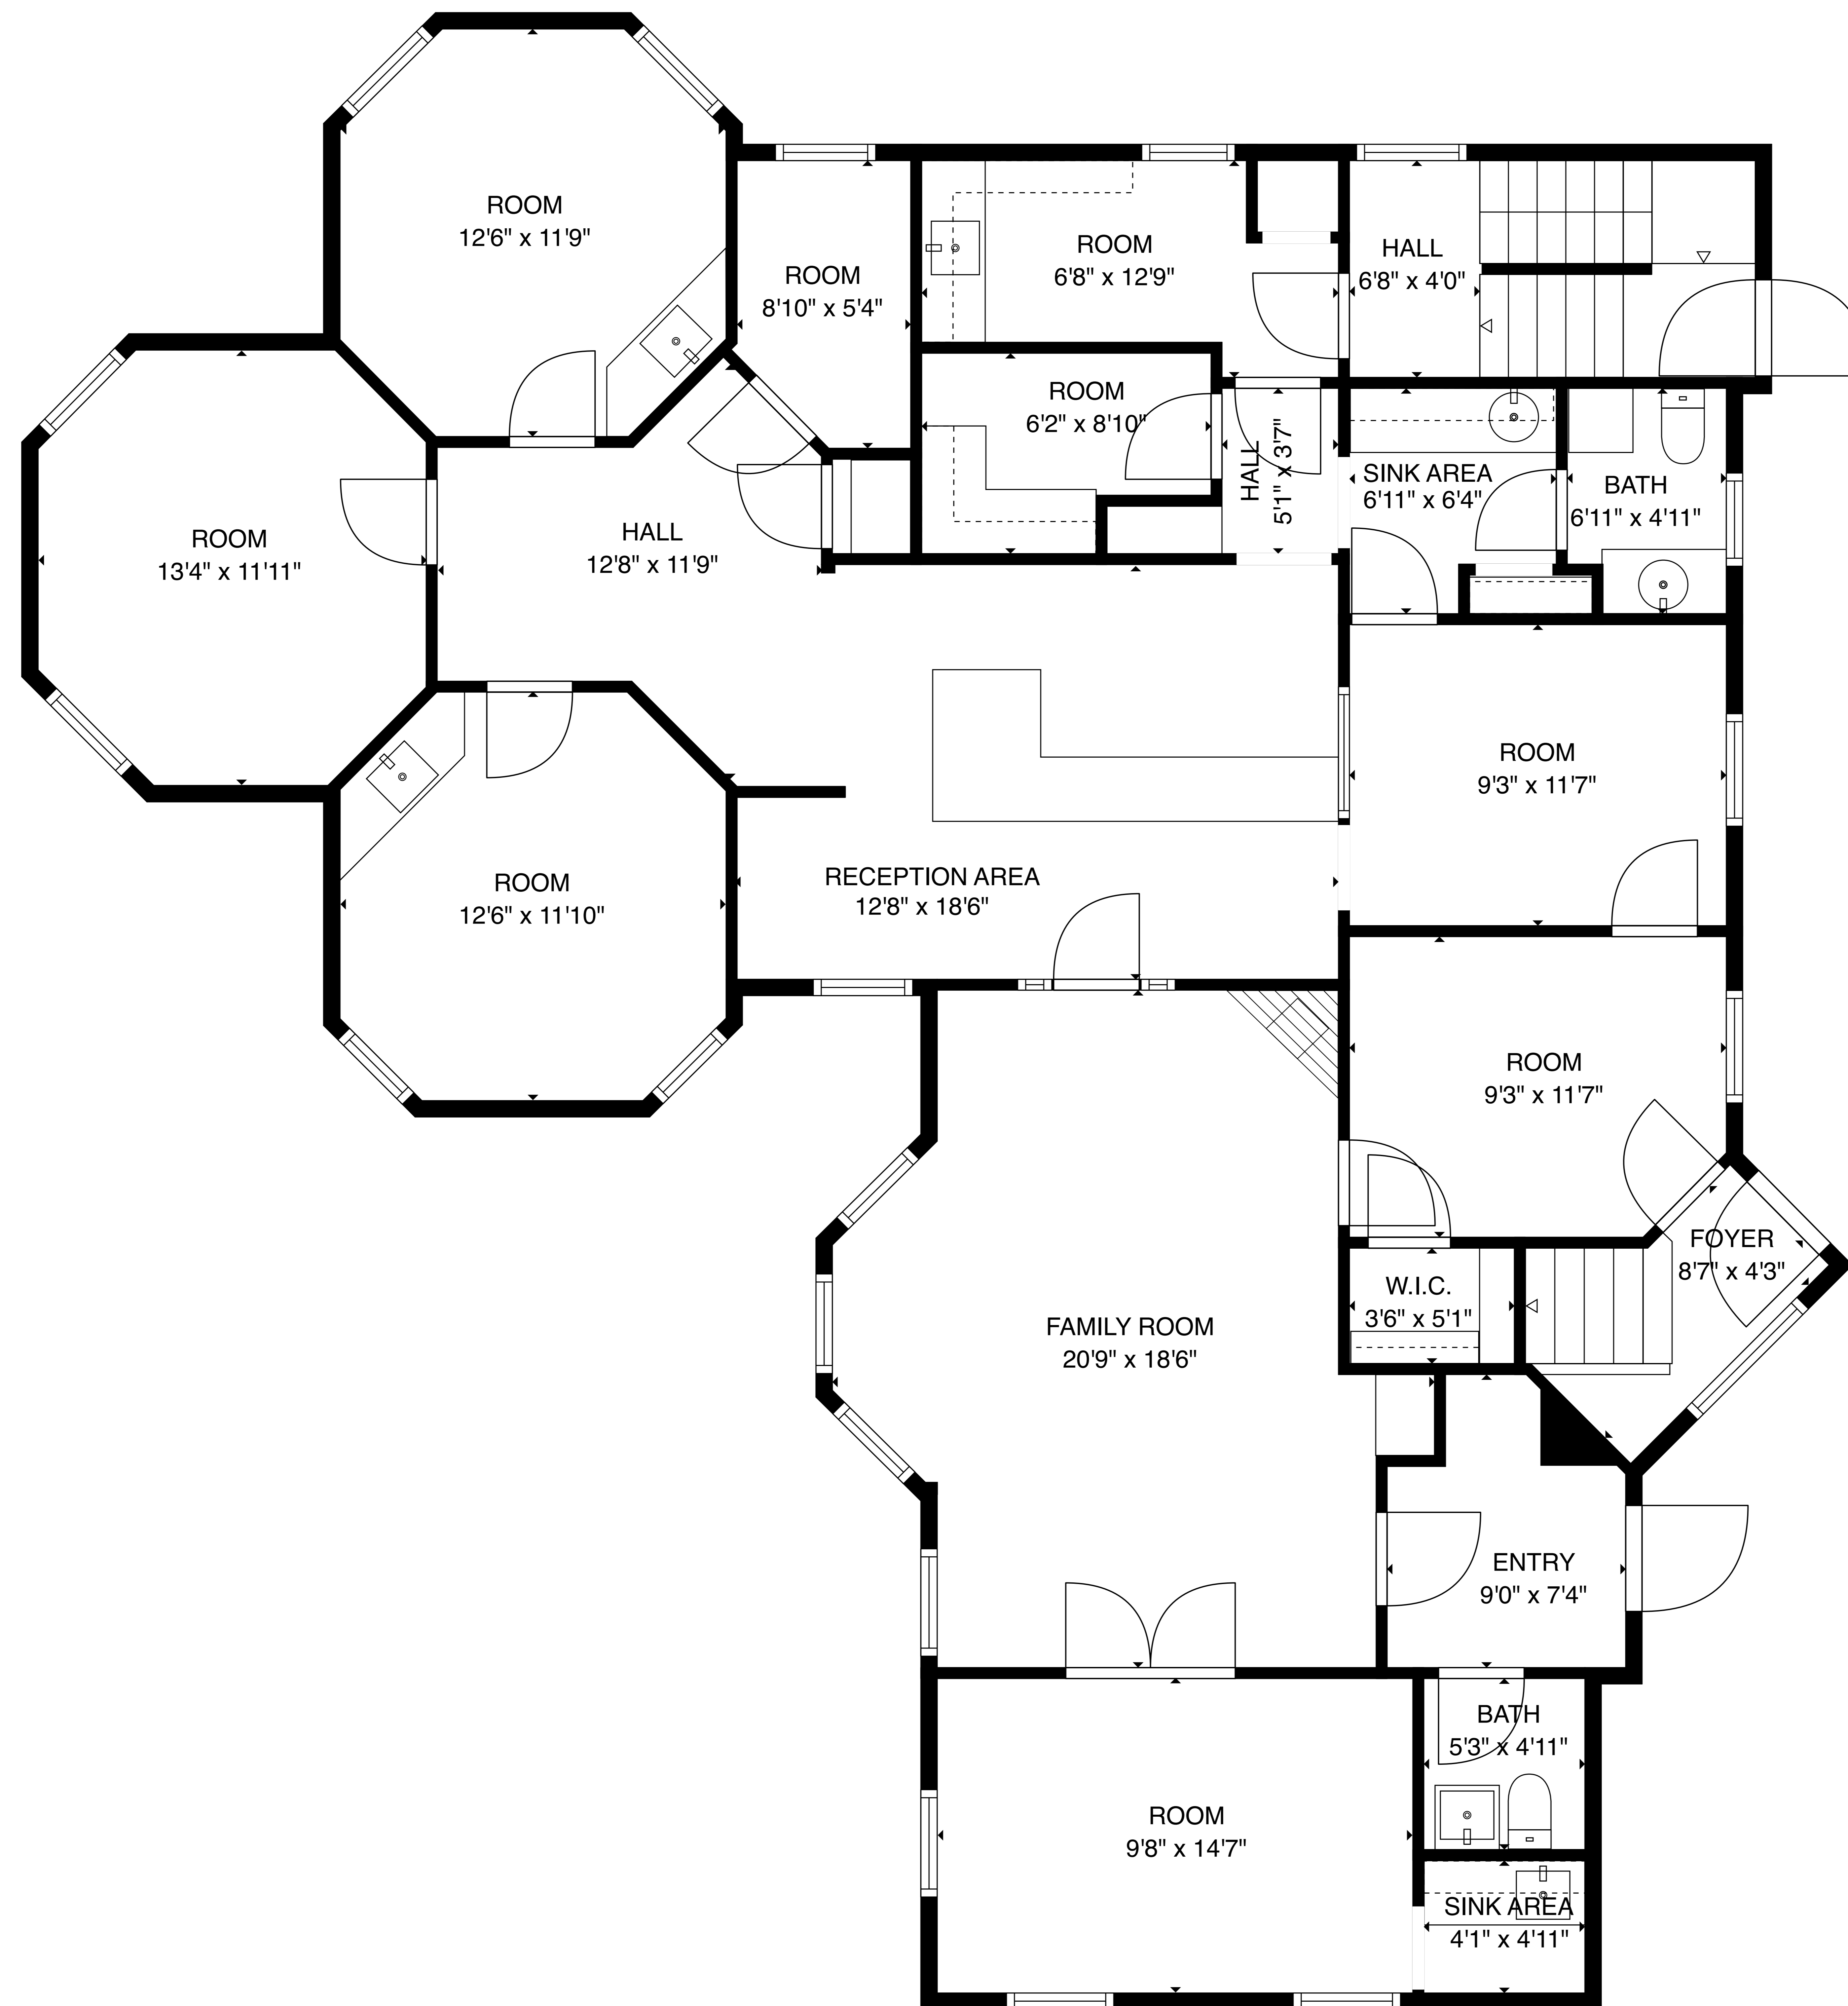 ROOM
12'6" x 11'9"
ROOM
8'10" x 5'4"
ROOM
6'8" x 12'9"
HALL
6'8" x 4'0"
ROOM
6'2" x 8'10"
HALL
5'1" x 3'7"
SINK AREA
6'11" x 6'4"
BATH
6'11" x 4'11"
ROOM
13'4" x 11'11"
HALL
12'8" x 11'9"
ROOM
9'3" x 11'7"
ROOM
12'6" x 11'10"
RECEPTION AREA
12'8" x 18'6"
ROOM
9'3" x 11'7"
FOYER
8'7" x 4'3"
W.I.C.
3'6" x 5'1"
FAMILY ROOM
20'9" x 18'6"
ENTRY
9'0" x 7'4"
BATH
5'3" x 4'11"
ROOM
9'8" x 14'7"
SINK AREA
4'1" x 4'11"